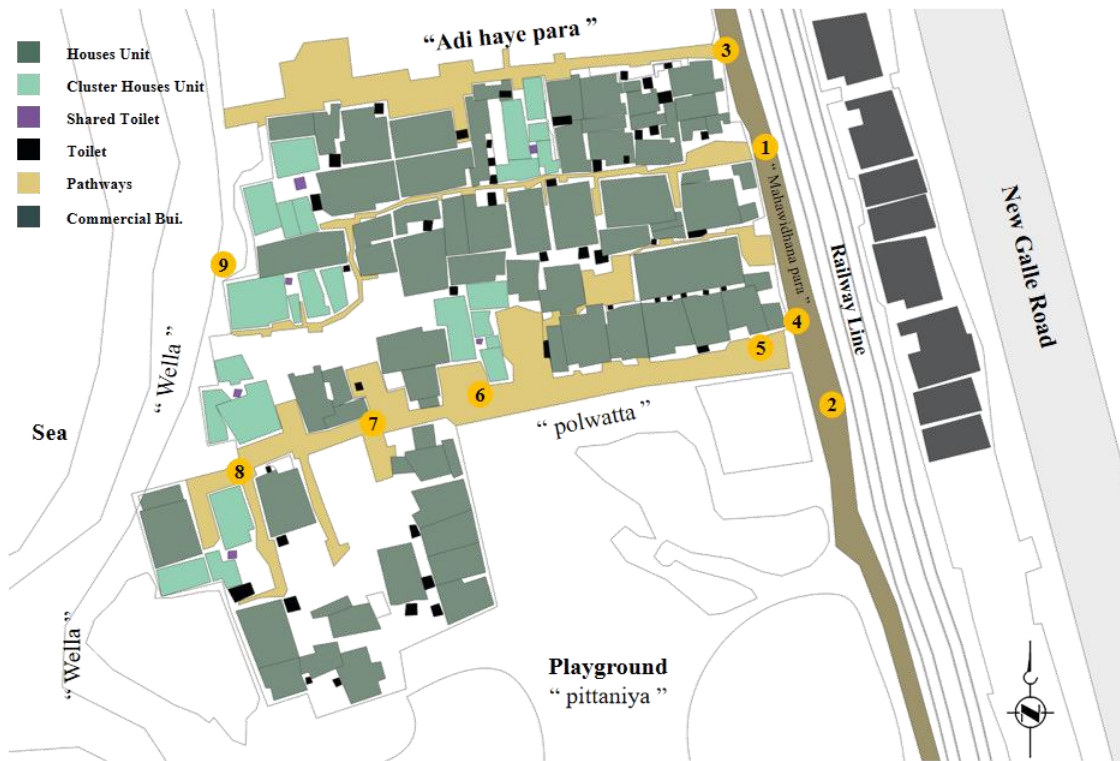 “Adi haye para ”
Houses Unit
Cluster Houses Unit
Shared Toilet
Toilet
Pathways
Commercial Bui.
3
1
“ Mahawidhana para ”
Railway Line
New Galle Road
9
4
5
2
6
7
8
“ Wella ”
Sea
“ polwatta ”
“ Wella ”
Playground
“ pittaniya ”
N